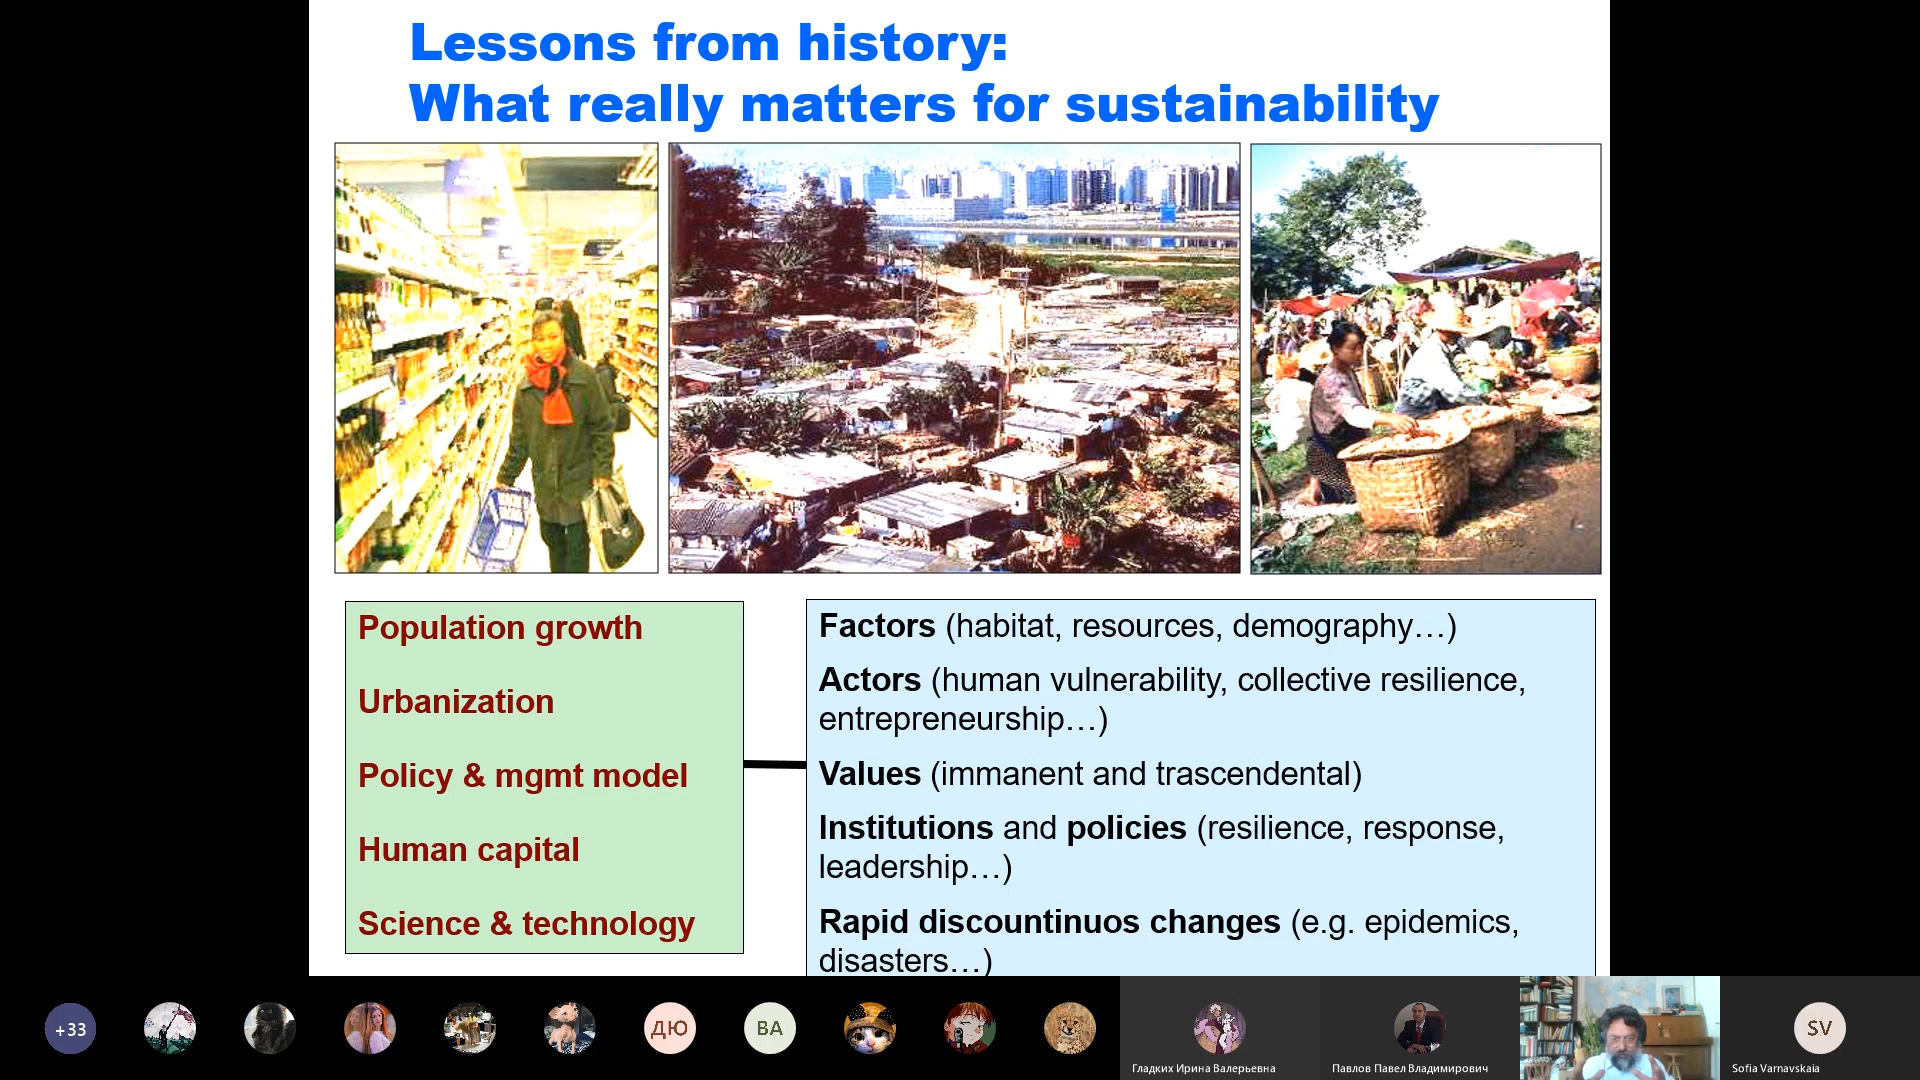 Lessons from history:
What really matters for sustainability
Population growth
Urbanization
Policy & mgmt model
Human capital
Science & technology
Factors (habitat, resources, demography…)
Actors (human vulnerability, collective resilience,
entrepreneurship…)
Values (immanent and trascendental)
Institutions and policies (resilience, response,
leadership…)
Rapid discountinuos changes (e.g. epidemics,
disasters…)
+33
ДЮ
ВА
SV
Гладких Ирина Валерьевна
Павлов Павел Владимирович
Sofia Varnavskaia